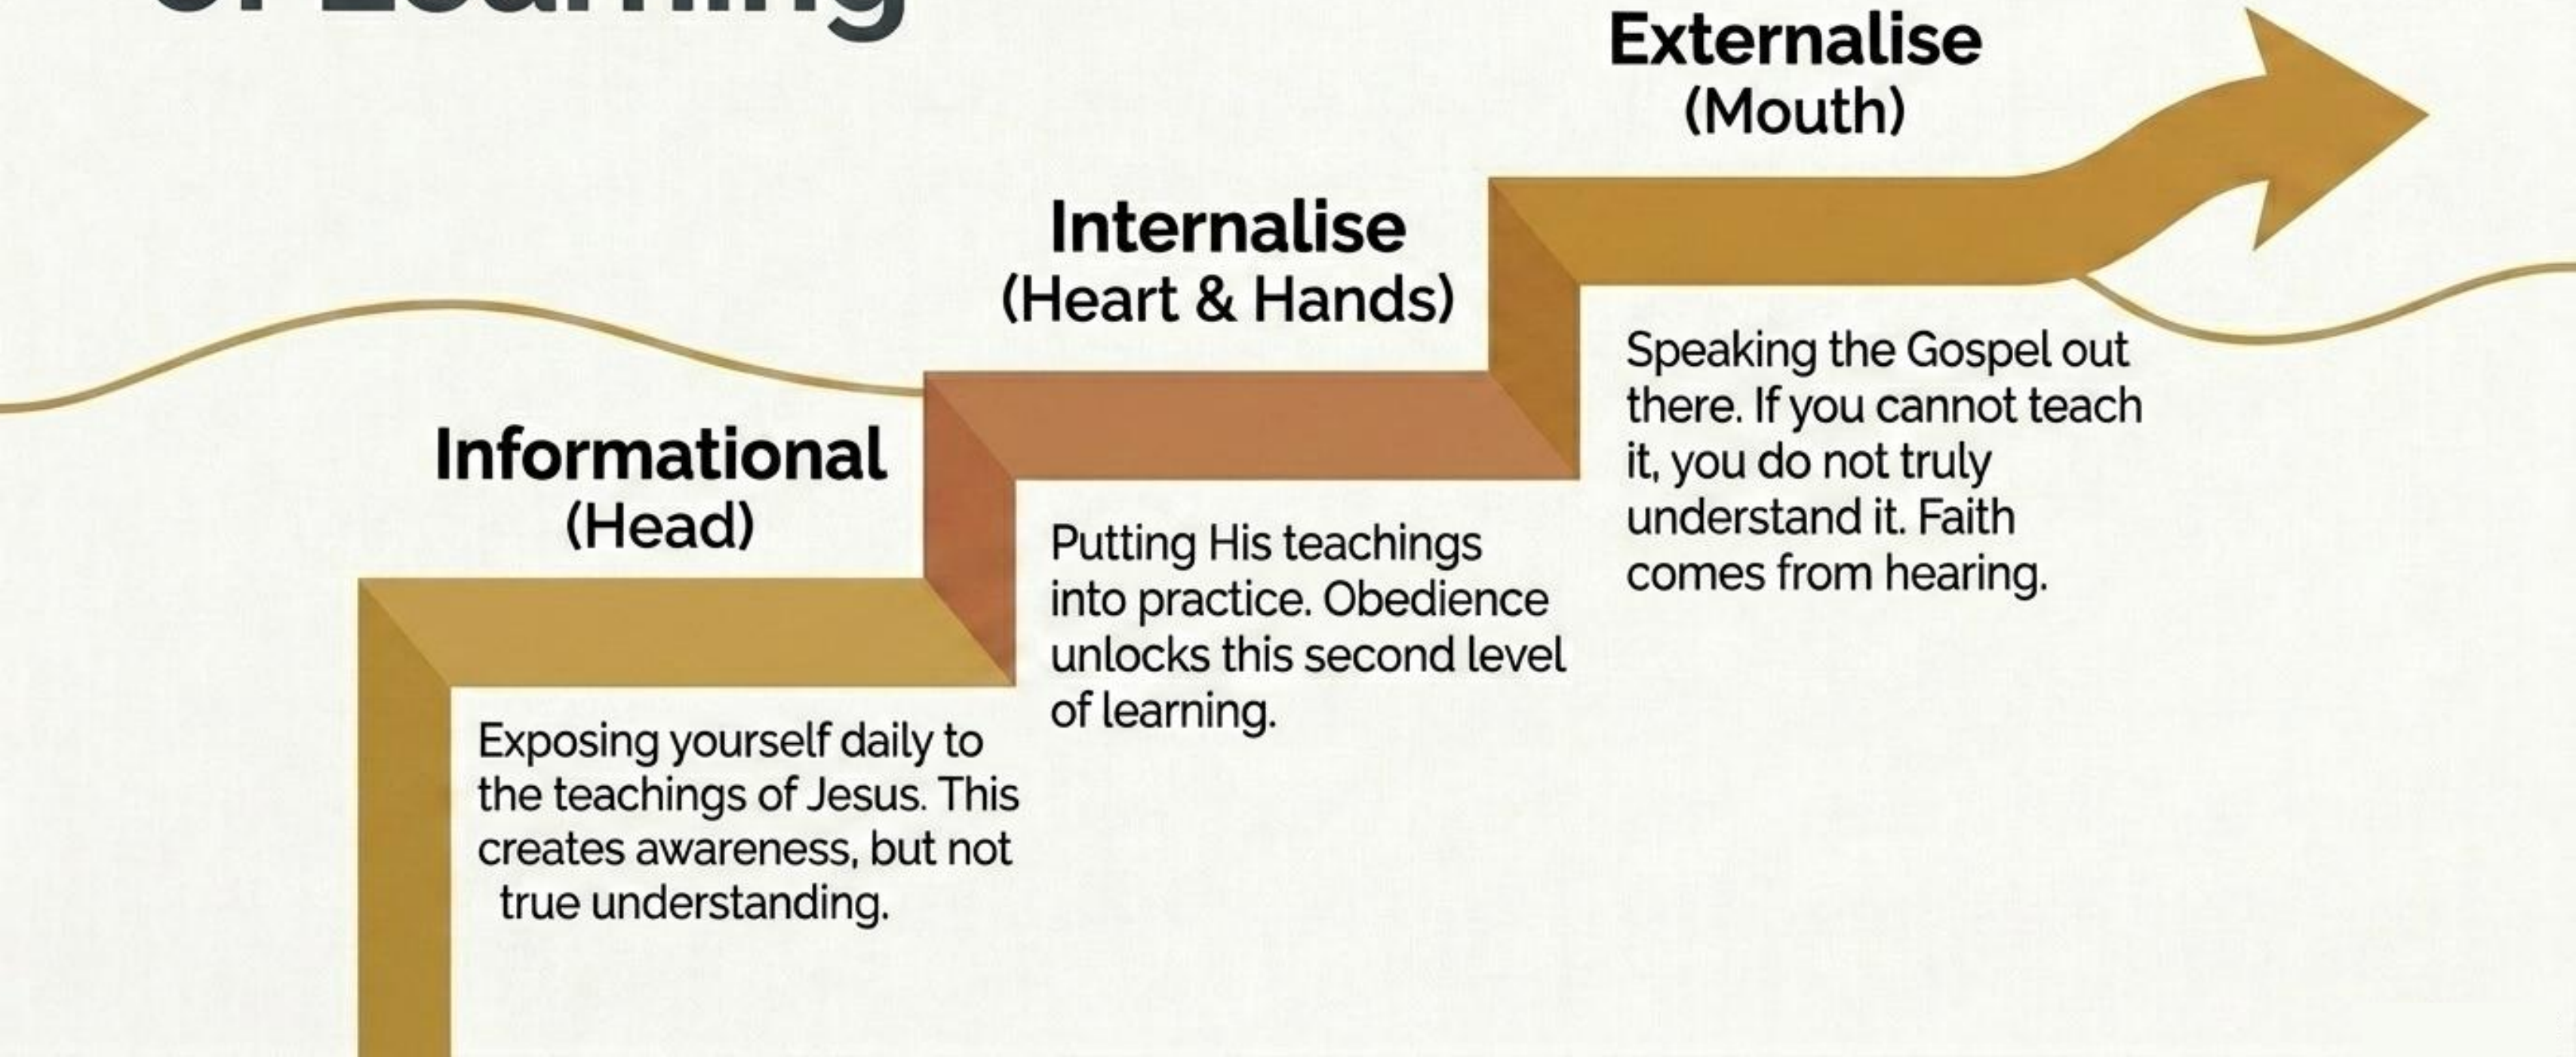 of Learning
Externalise
(Mouth)
Internalise
(Heart & Hands)
Informational
(Head)
Speaking the Gospel out
there. If you cannot teach
it, you do not truly
understand it. Faith
comes from hearing.
Putting His teachings
into practice. Obedience
unlocks this second level
of learning.
Exposing yourself daily to
the teachings of Jesus. This
creates awareness, but not
true understanding.